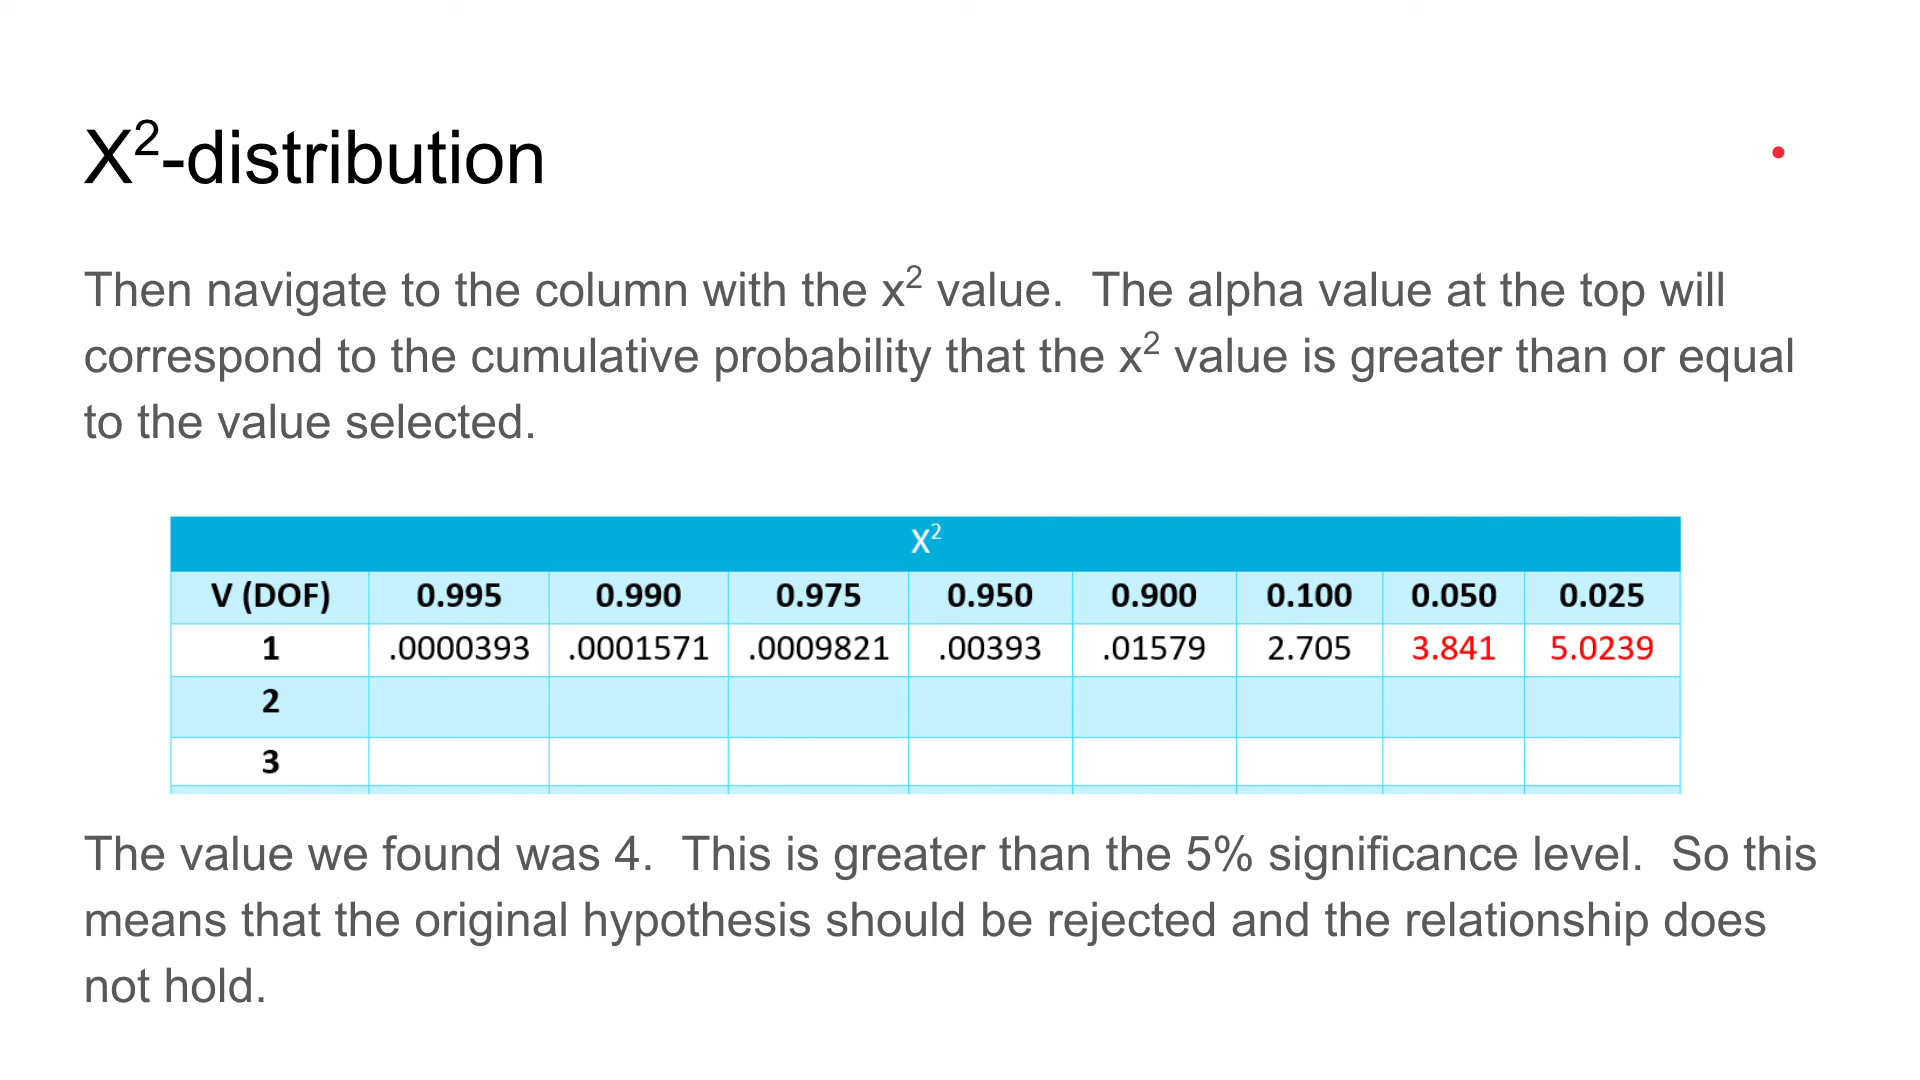 X²-distribution
Then navigate to the column with the x² value.  The alpha value at the top will
correspond to the cumulative probability that the x² value is greater than or equal
to the value selected.
X²
V (DOF) 0.995 0.990 0.975 0.950 0.900 0.100 0.050 0.025
1 .0000393 .0001571 .0009821 .00393 .01579 2.705 3.841 5.0239
2
3
The value we found was 4.  This is greater than the 5% significance level.  So this
means that the original hypothesis should be rejected and the relationship does
not hold.